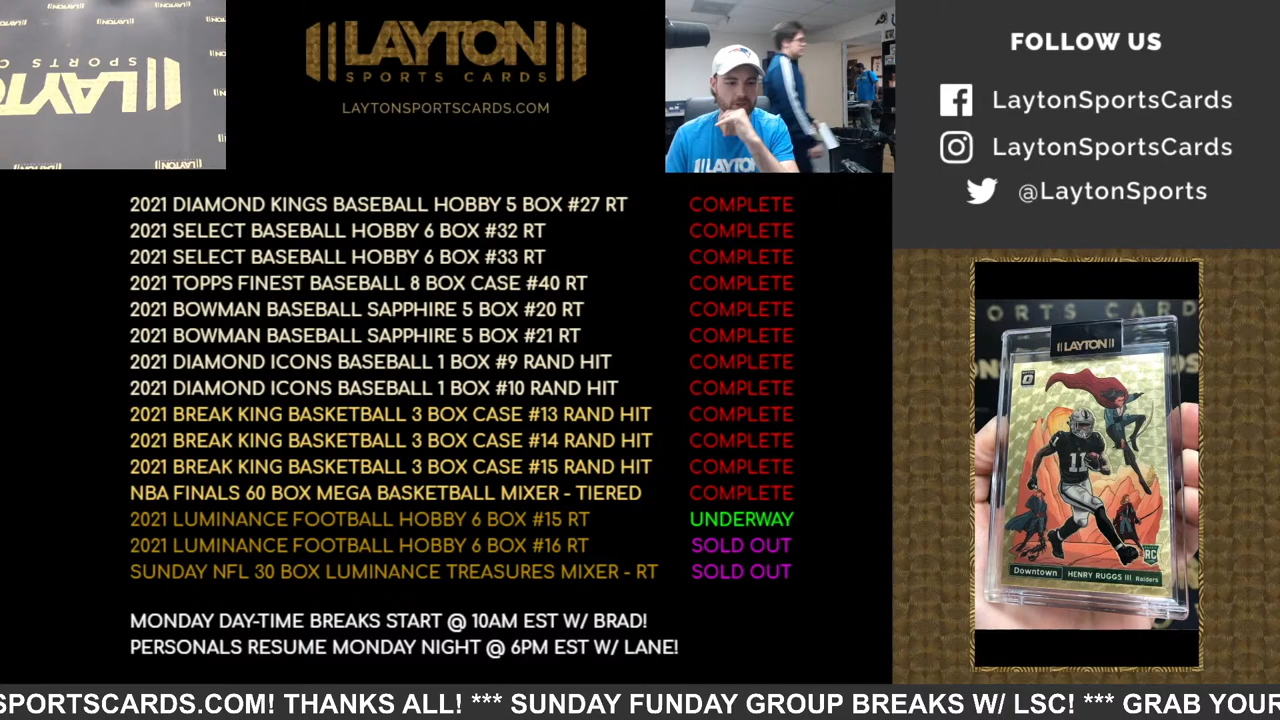 LAYTON
SPORTS CARDS
LAYTONSPORTSCARDS.COM
LAYTON
FOLLOW US
LaytonSportsCards
LaytonSportsCards
@LaytonSports
2021 DIAMOND KINGS BASEBALL HOBBY 5 BOX #27 RT COMPLETE
2021 SELECT BASEBALL HOBBY 6 BOX #32 RT COMPLETE
2021 SELECT BASEBALL HOBBY 6 BOX #33 RT COMPLETE
2021 TOPPS FINEST BASEBALL 8 BOX CASE #40 RT COMPLETE
2021 BOWMAN BASEBALL SAPPHIRE 5 BOX #20 RT COMPLETE
2021 BOWMAN BASEBALL SAPPHIRE 5 BOX #21 RT COMPLETE
2021 DIAMOND ICONS BASEBALL 1 BOX #9 RAND HIT COMPLETE
2021 DIAMOND ICONS BASEBALL 1 BOX #10 RAND HIT COMPLETE
2021 BREAK KING BASKETBALL 3 BOX CASE #13 RAND HIT COMPLETE
2021 BREAK KING BASKETBALL 3 BOX CASE #14 RAND HIT COMPLETE
2021 BREAK KING BASKETBALL 3 BOX CASE #15 RAND HIT COMPLETE
NBA FINALS 60 BOX MEGA BASKETBALL MIXER - TIERED COMPLETE
2021 LUMINANCE FOOTBALL HOBBY 6 BOX #15 RT UNDERWAY
2021 LUMINANCE FOOTBALL HOBBY 6 BOX #16 RT SOLD OUT
SUNDAY NFL 30 BOX LUMINANCE TREASURES MIXER - RT SOLD OUT
MONDAY DAY-TIME BREAKS START @ 10AM EST W/ BRAD!
PERSONALS RESUME MONDAY NIGHT @ 6PM EST W/ LANE!
ORTS CARD
LAYTON
11
RC
Downtown HENRY RUGGS III Raiders
SPORTSCARDS.COM! THANKS ALL! *** SUNDAY FUNDAY GROUP BREAKS W/ LSC! *** GRAB YOUR